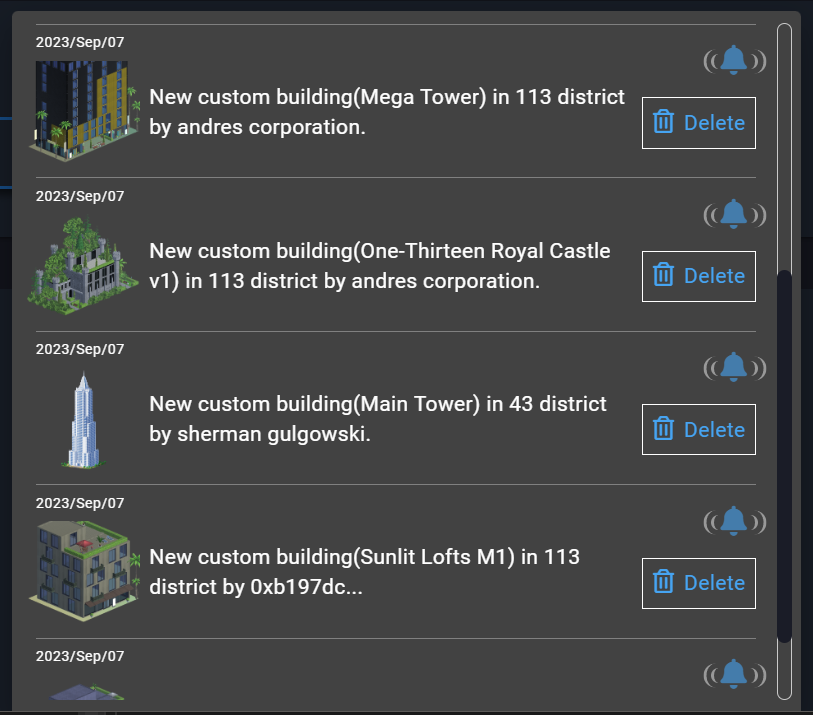 2023/Sep/07
New custom building(Mega Tower) in 113 district
by andres corporation.
Delete
2023/Sep/07
New custom building(One-Thirteen Royal Castle
v1) in 113 district by andres corporation.
Delete
2023/Sep/07
New custom building(Main Tower) in 43 district
by sherman gulgowski.
Delete
2023/Sep/07
New custom building(Sunlit Lofts M1) in 113
district by 0xb197dc...
Delete
2023/Sep/07